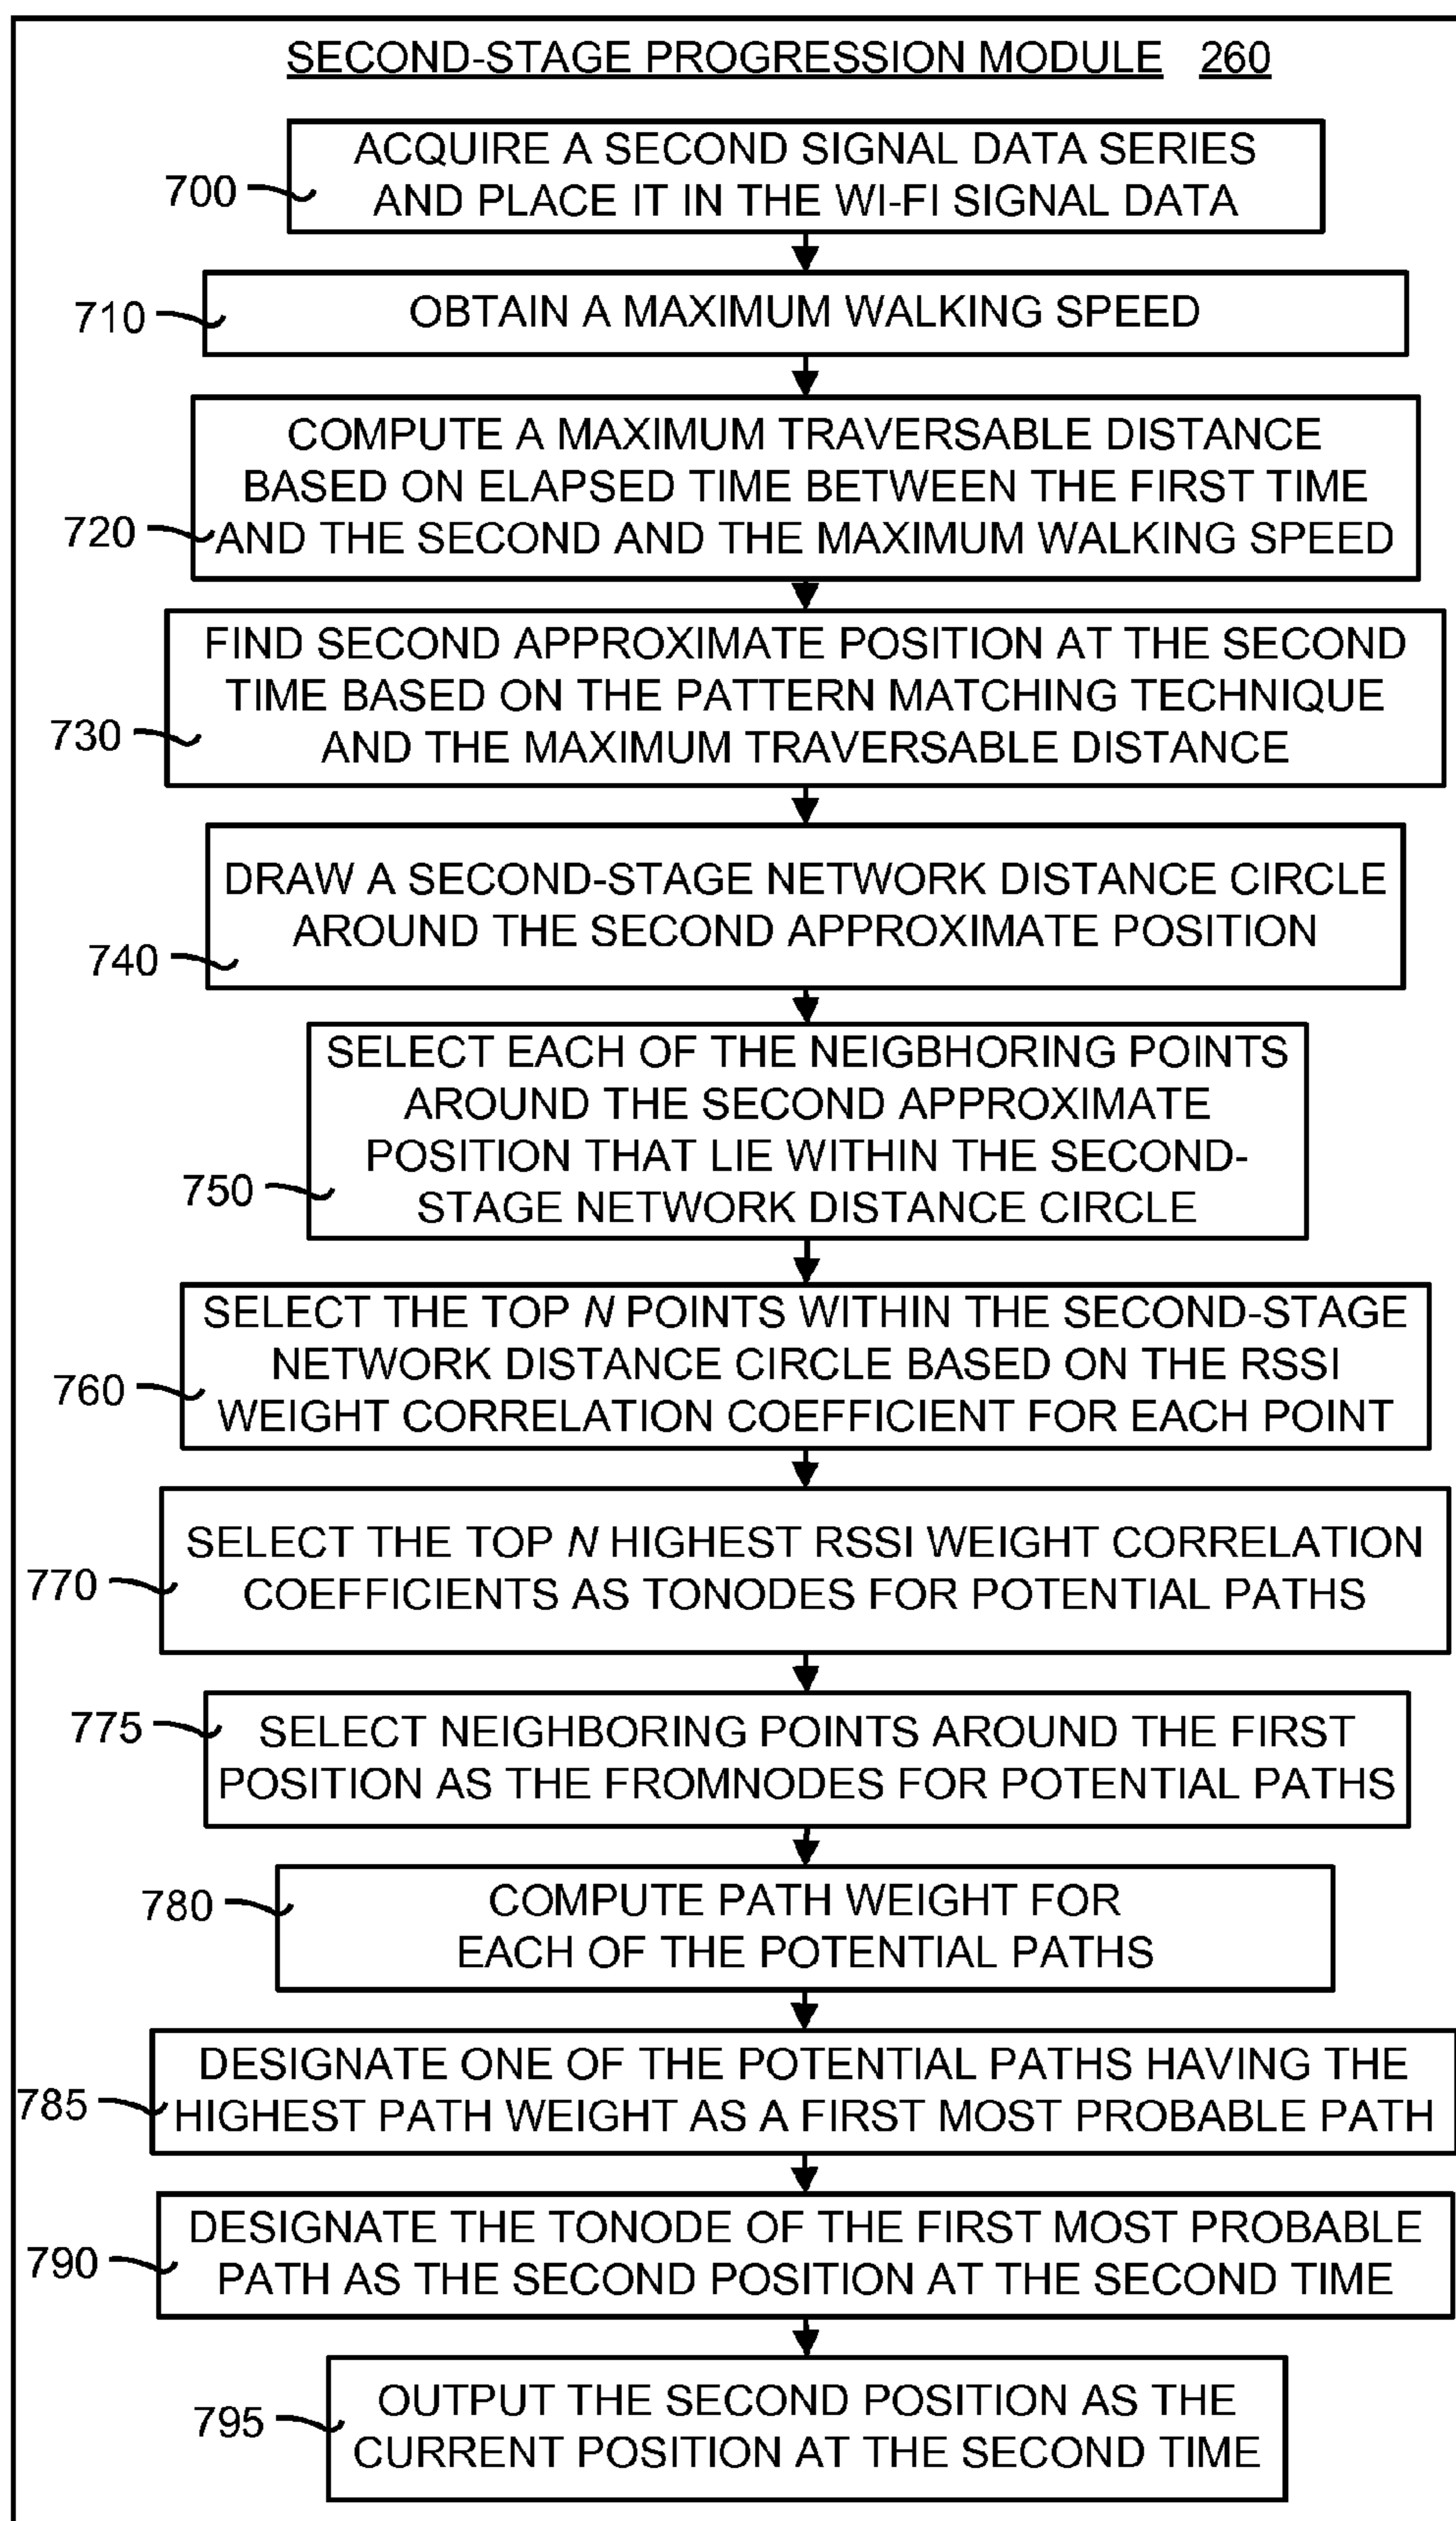 SECOND-STAGE PROGRESSION MODULE 260
ACQUIRE A SECOND SIGNAL DATA SERIES
AND PLACE IT IN THE WI-FI SIGNAL DATA
700
OBTAIN A MAXIMUM WALKING SPEED
710
COMPUTE A MAXIMUM TRAVERSABLE DISTANCE
BASED ON ELAPSED TIME BETWEEN THE FIRST TIME
AND THE SECOND AND THE MAXIMUM WALKING SPEED
720
FIND SECOND APPROXIMATE POSITION AT THE SECOND
TIME BASED ON THE PATTERN MATCHING TECHNIQUE
AND THE MAXIMUM TRAVERSABLE DISTANCE
730
DRAW A SECOND-STAGE NETWORK DISTANCE CIRCLE
AROUND THE SECOND APPROXIMATE POSITION
740
SELECT EACH OF THE NEIGBHORING POINTS
AROUND THE SECOND APPROXIMATE
POSITION THAT LIE WITHIN THE SECOND-
STAGE NETWORK DISTANCE CIRCLE
750
SELECT THE TOP N POINTS WITHIN THE SECOND-STAGE
NETWORK DISTANCE CIRCLE BASED ON THE RSSI
WEIGHT CORRELATION COEFFICIENT FOR EACH POINT
760
SELECT THE TOP N HIGHEST RSSI WEIGHT CORRELATION
COEFFICIENTS AS TONODES FOR POTENTIAL PATHS
770
775
SELECT NEIGHBORING POINTS AROUND THE FIRST
POSITION AS THE FROMNODES FOR POTENTIAL PATHS
780
COMPUTE PATH WEIGHT FOR
EACH OF THE POTENTIAL PATHS
DESIGNATE ONE OF THE POTENTIAL PATHS HAVING THE
HIGHEST PATH WEIGHT AS A FIRST MOST PROBABLE PATH
785
DESIGNATE THE TONODE OF THE FIRST MOST PROBABLE
PATH AS THE SECOND POSITION AT THE SECOND TIME
790
OUTPUT THE SECOND POSITION AS THE
CURRENT POSITION AT THE SECOND TIME
795